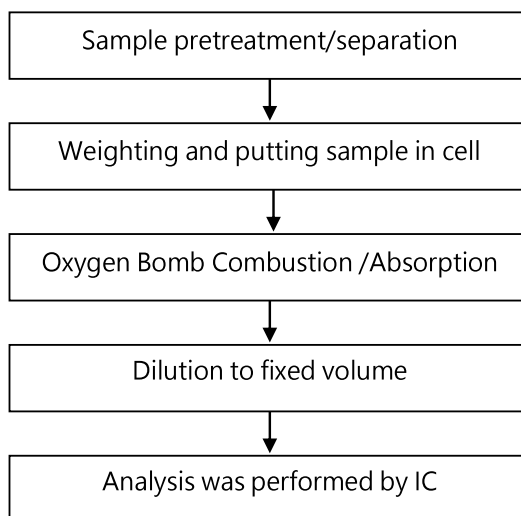 Sample pretreatment/separation
Weighting and putting sample in cell
Oxygen Bomb Combustion /Absorption
Dilution to fixed volume
Analysis was performed by IC